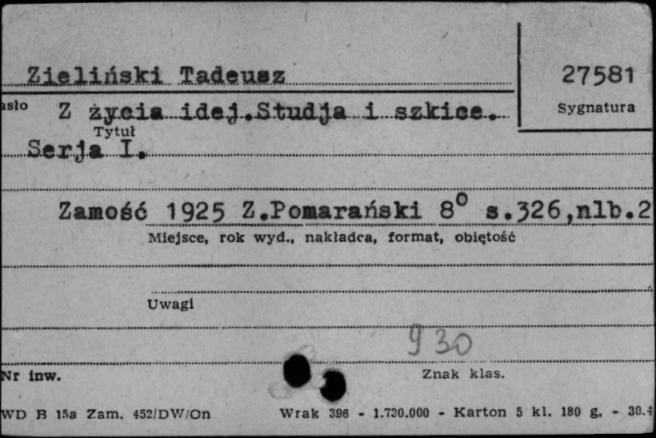 Zieliński Tadeusz
27581
asło Z życia idej.Studja i szkice.
Sygnatura
Tytuł
Serja I.
Zamość 1925 Z.Pomarański 8° s.326,nlb.2
Miejsce, rok wyd., nakładca, format, objętość
Uwagi
930
Nr inw.
Znak klas.
WD B 15a Zam. 452/DW/On Wrak 396 - 1.730.000 - Karton 5 kl. 180 g. - 30.4